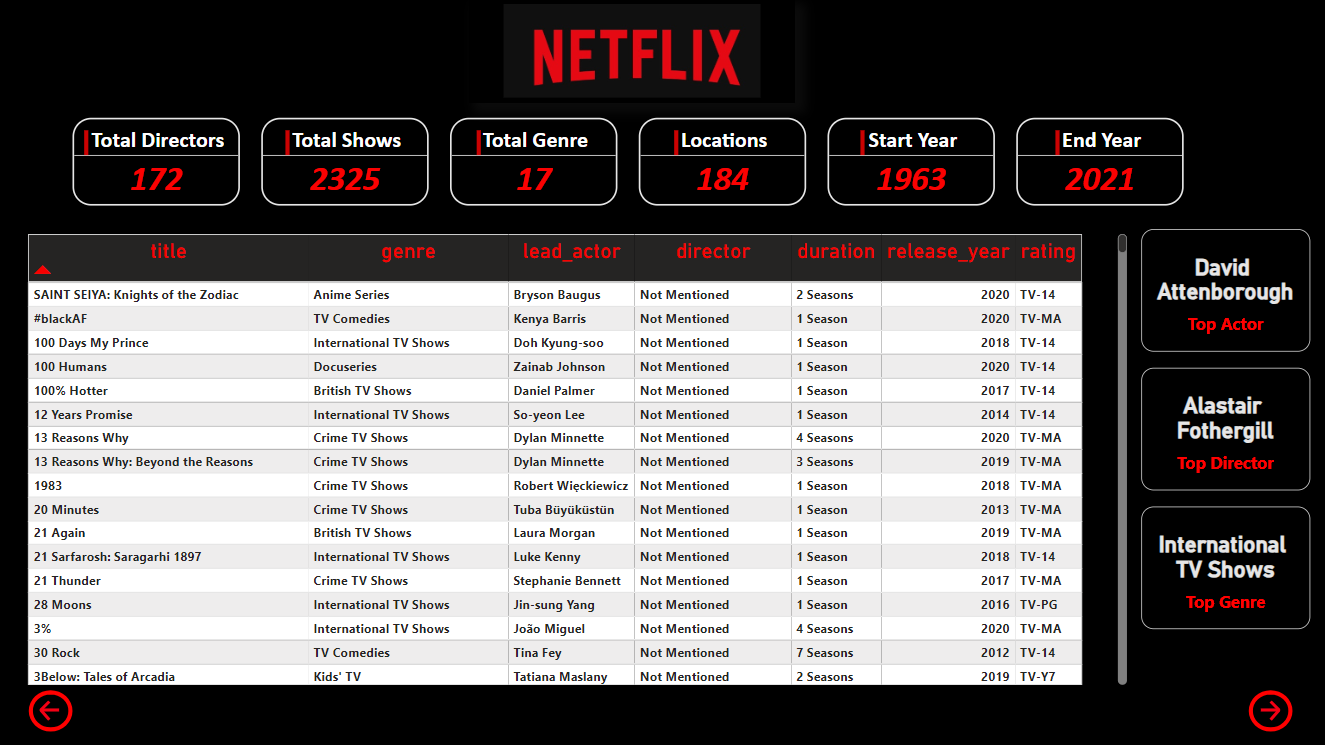 NETFLIX
Total Directors Total Shows Total Genre Locations Start Year End Year
172 2325 17 184 1963 2021
title genre lead_actor director duration release_year rating
SAINT SEIYA: Knights of the Zodiac Anime Series Bryson Baugus Not Mentioned 2 Seasons 2020 TV-14
#blackAF TV Comedies Kenya Barris Not Mentioned 1 Season 2020 TV-MA
100 Days My Prince International TV Shows Doh Kyung-soo Not Mentioned 1 Season 2018 TV-14
100 Humans Docuseries Zainab Johnson Not Mentioned 1 Season 2020 TV-14
100% Hotter British TV Shows Daniel Palmer Not Mentioned 1 Season 2017 TV-14
12 Years Promise International TV Shows So-yeon Lee Not Mentioned 1 Season 2014 TV-14
13 Reasons Why Crime TV Shows Dylan Minnette Not Mentioned 4 Seasons 2020 TV-MA
13 Reasons Why: Beyond the Reasons Crime TV Shows Dylan Minnette Not Mentioned 3 Seasons 2019 TV-MA
1983 Crime TV Shows Robert Więckiewicz Not Mentioned 1 Season 2018 TV-MA
20 Minutes Crime TV Shows Tuba Büyüküstün Not Mentioned 1 Season 2013 TV-MA
21 Again British TV Shows Laura Morgan Not Mentioned 1 Season 2019 TV-MA
21 Sarfarosh: Saragarhi 1897 International TV Shows Luke Kenny Not Mentioned 1 Season 2018 TV-14
21 Thunder Crime TV Shows Stephanie Bennett Not Mentioned 1 Season 2017 TV-MA
28 Moons International TV Shows Jin-sung Yang Not Mentioned 1 Season 2016 TV-PG
3% International TV Shows João Miguel Not Mentioned 4 Seasons 2020 TV-MA
30 Rock TV Comedies Tina Fey Not Mentioned 7 Seasons 2012 TV-14
3Below: Tales of Arcadia Kids' TV Tatiana Maslany Not Mentioned 2 Seasons 2019 TV-Y7
David
Attenborough
Top Actor
Alastair
Fothergill
Top Director
International
TV Shows
Top Genre